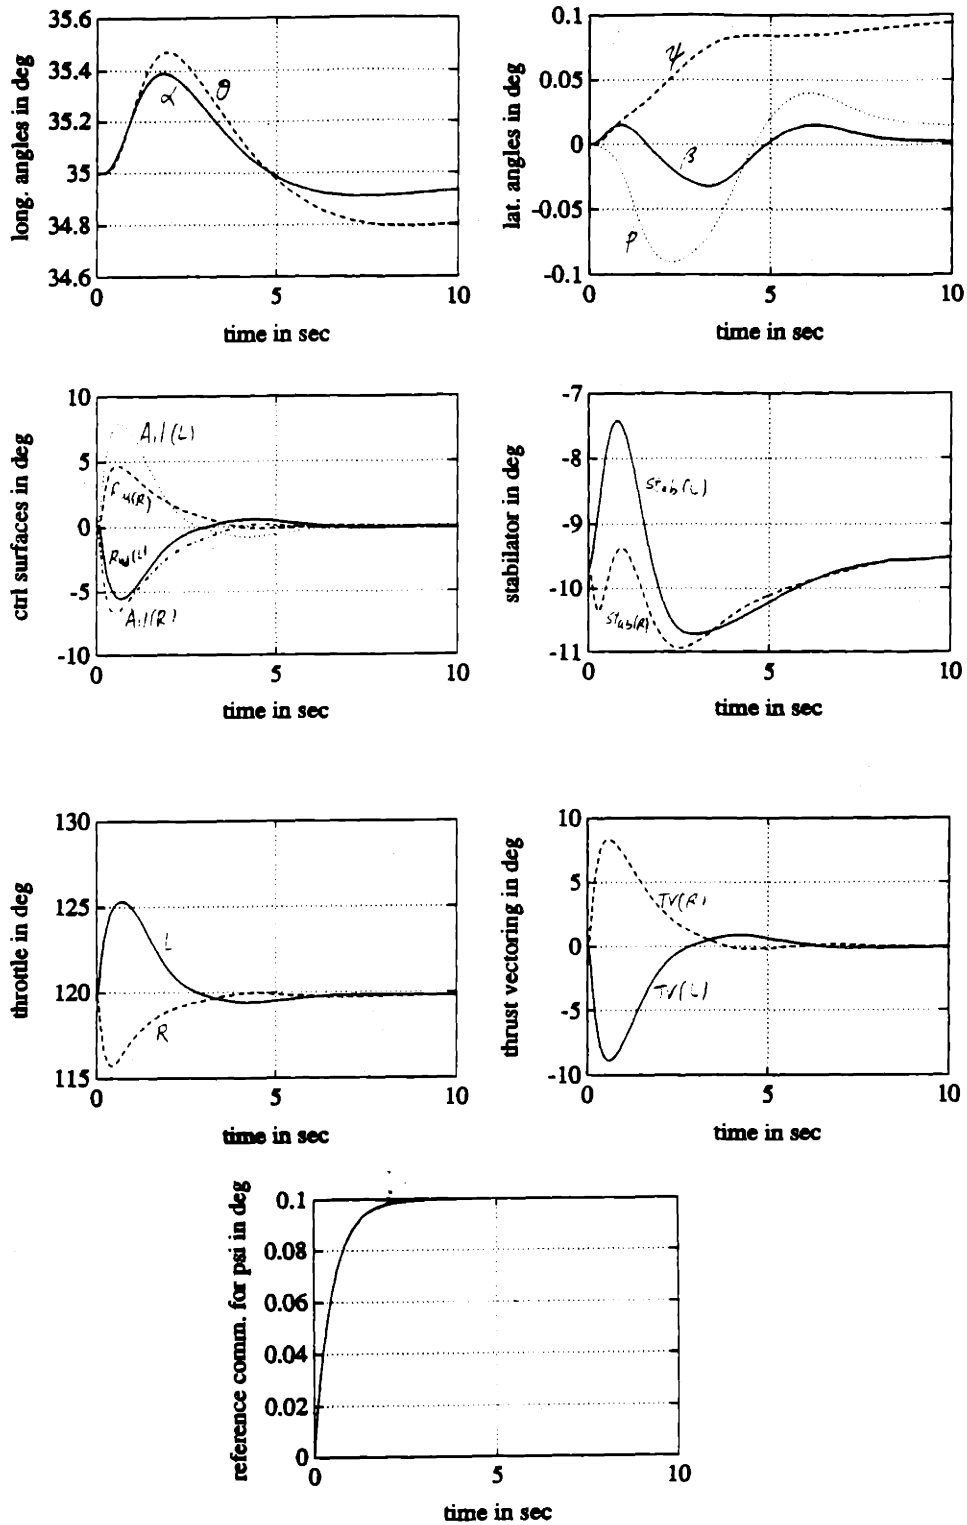 35.6
35.4
35.2
35
34.8
34.6
long. angles in deg
α
θ
0
5
10
time in sec
0.1
0.05
0
-0.05
-0.1
lat. angles in deg
ψ
β
P
0
5
10
time in sec
10
5
0
-5
-10
ctrl surfaces in deg
Ail(L)
Rud(R)
Rud(L)
Ail(R)
0
5
10
time in sec
-7
-8
-9
-10
-11
stabilator in deg
Stab(L)
Stab(R)
0
5
10
time in sec
130
125
120
115
throttle in deg
L
R
0
5
10
time in sec
10
5
0
-5
-10
thrust vectoring in deg
TV(R)
TV(L)
0
5
10
time in sec
0.1
0.08
0.06
0.04
0.02
0
reference comm. for psi in deg
0
5
10
time in sec